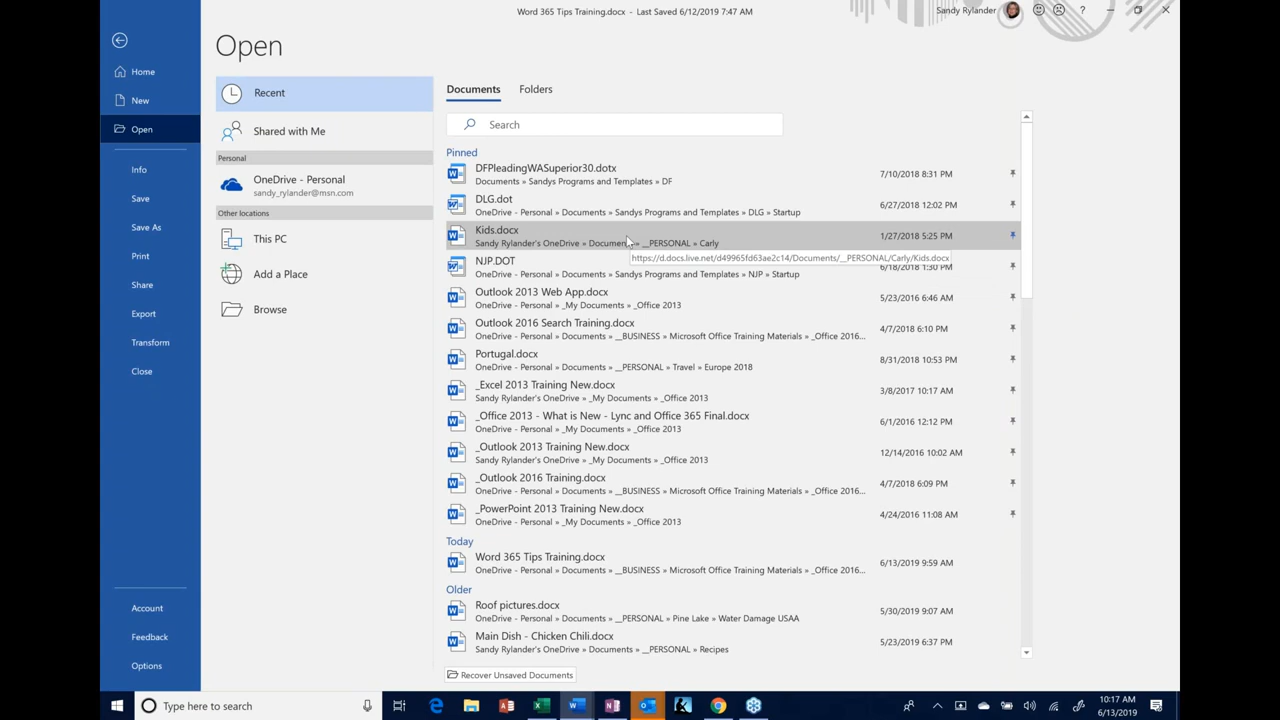 Word 365 Tips Training.docx - Last Saved 6/12/2019 7:47 AM
Sandy Rylander
?
Open
Home
New
Open
Info
Save
Save As
Print
Share
Export
Transform
Close
Account
Feedback
Options
Recent
Shared with Me
Personal
OneDrive - Personal
sandy_rylander@msn.com
Other locations
This PC
Add a Place
Browse
Documents Folders
Search
Pinned
DFPleadingWASuperior30.dotx
Documents » Sandys Programs and Templates » DF
7/10/2018 8:31 PM
DLG.dot
OneDrive - Personal » Documents » Sandys Programs and Templates » DLG » Startup
6/27/2018 12:02 PM
Kids.docx
Sandy Rylander's OneDrive » Documents » __PERSONAL » Carly
1/27/2018 5:25 PM
https://d.docs.live.net/d49965fd63ae2c14/Documents/__PERSONAL/Carly/Kids.docx
NJP.DOT
OneDrive - Personal » Documents » Sandys Programs and Templates » NJP » Startup
1:30 PM
Outlook 2013 Web App.docx
OneDrive - Personal » _My Documents » _Office 2013
5/23/2016 6:46 AM
Outlook 2016 Search Training.docx
OneDrive - Personal » Documents » __BUSINESS » Microsoft Office Training Materials » _Office 2016...
4/7/2018 6:10 PM
Portugal.docx
OneDrive - Personal » Documents » __PERSONAL » Travel » Europe 2018
8/31/2018 10:53 PM
_Excel 2013 Training New.docx
Sandy Rylander's OneDrive » _My Documents » _Office 2013
3/8/2017 10:17 AM
_Office 2013 - What is New - Lync and Office 365 Final.docx
OneDrive - Personal » _My Documents » _Office 2013
6/1/2016 12:12 PM
_Outlook 2013 Training New.docx
Sandy Rylander's OneDrive » _My Documents » _Office 2013
12/14/2016 10:02 AM
_Outlook 2016 Training.docx
OneDrive - Personal » Documents » __BUSINESS » Microsoft Office Training Materials » _Office 2016...
4/7/2018 6:09 PM
_PowerPoint 2013 Training New.docx
OneDrive - Personal » _My Documents » _Office 2013
4/24/2016 11:08 AM
Today
Word 365 Tips Training.docx
OneDrive - Personal » Documents » __BUSINESS » Microsoft Office Training Materials » _Office 2016...
6/13/2019 9:59 AM
Older
Roof pictures.docx
OneDrive - Personal » Documents » __PERSONAL » Pine Lake » Water Damage USAA
5/30/2019 9:07 AM
Main Dish - Chicken Chili.docx
Sandy Rylander's OneDrive » Documents » __PERSONAL » Recipes
5/23/2019 6:37 PM
Recover Unsaved Documents
Type here to search
10:17 AM
6/13/2019